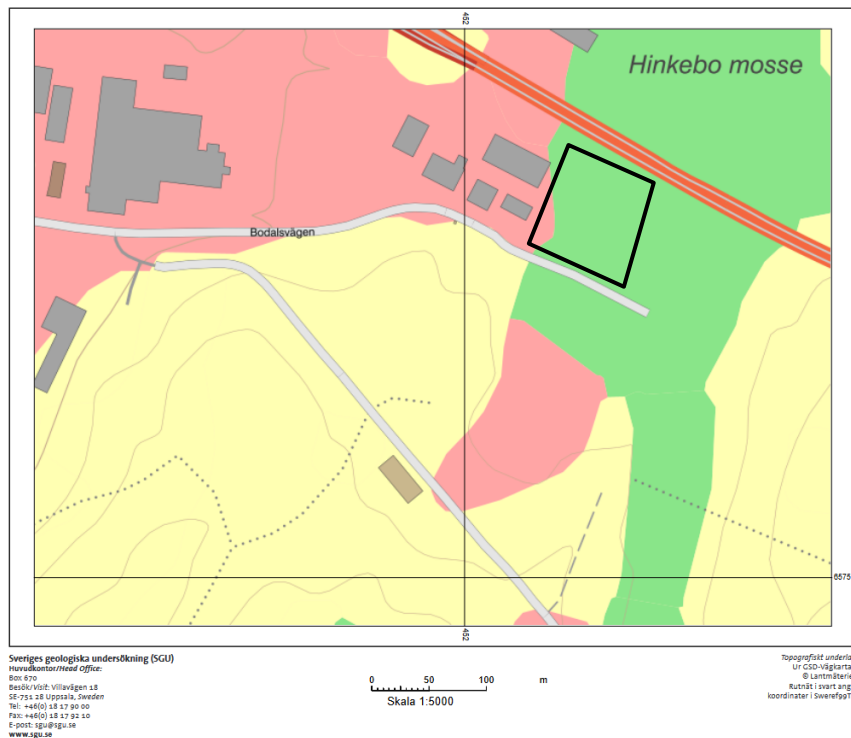 452
Hinkebo mosse
Bodalsvägen
6575
452
Sveriges geologiska undersökning (SGU)
Huvudkontor/Head Office:
Box 670
Besök/Visit: Villavägen 18
SE-751 28 Uppsala, Sweden
Tel: +46(0) 18 17 90 00
Fax: +46(0) 18 17 92 10
E-post: sgu@sgu.se
www.sgu.se
0 50 100 m
Skala 1:5000
Topografiskt underla
Ur GSD-Vägkarta
© Lantmäterie
Rutnät i svart ang
koordinater i Sweref99T